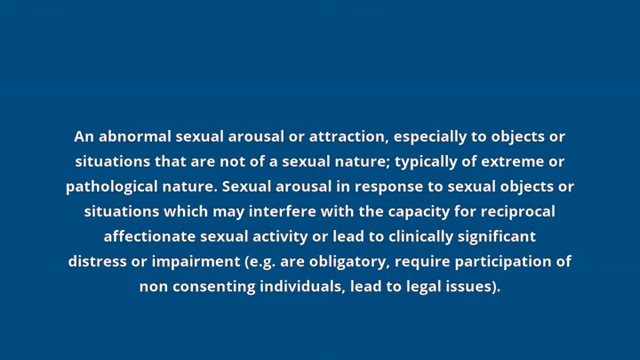 An abnormal sexual arousal or attraction, especially to objects or
situations that are not of a sexual nature; typically of extreme or
pathological nature. Sexual arousal in response to sexual objects or
situations which may interfere with the capacity for reciprocal
affectionate sexual activity or lead to clinically significant
distress or impairment (e.g. are obligatory, require participation of
non consenting individuals, lead to legal issues).